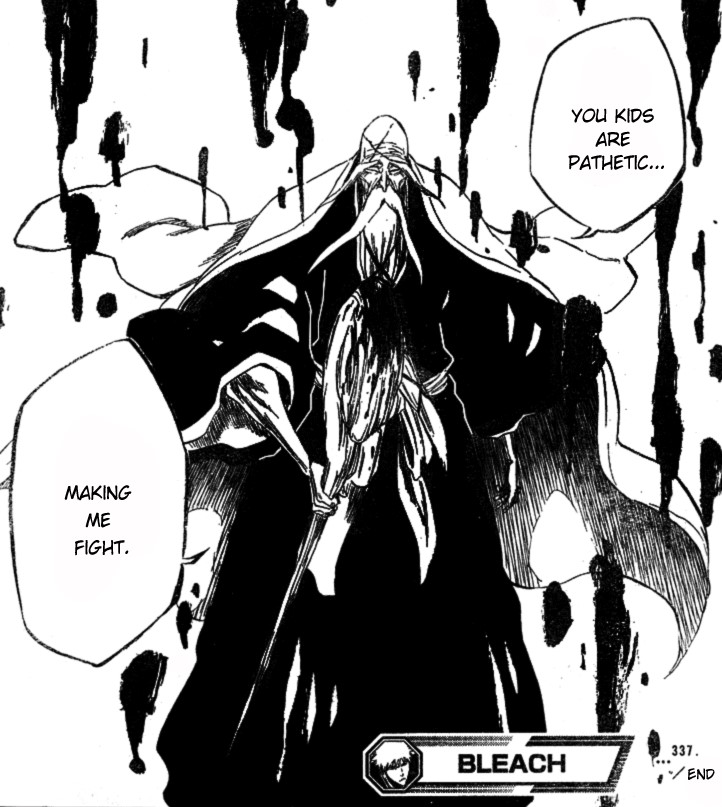 YOU KIDS
ARE
PATHETIC...
MAKING
ME
FIGHT.
BLEACH
337.
...
/END